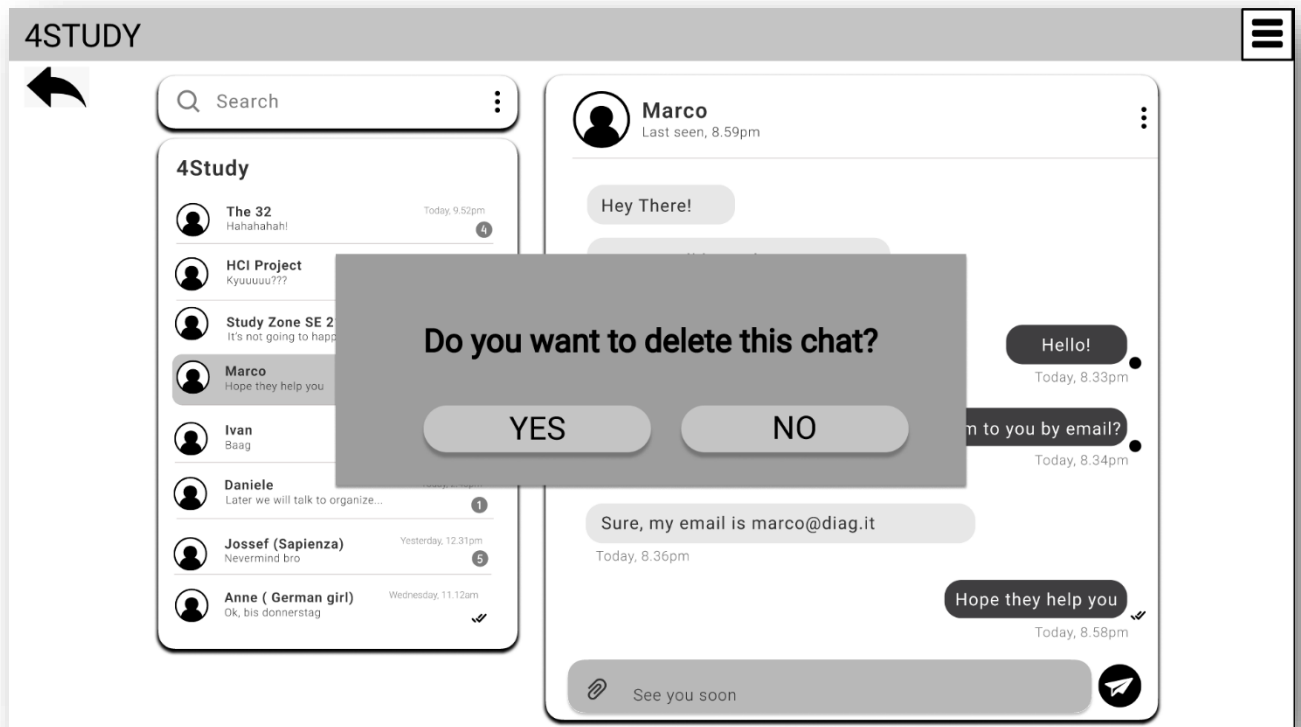 4STUDY
Search
4Study
The 32
Today, 9.52pm
Hahahahah!
4
HCI Project
Kyuuuuu???
Study Zone SE 2
It's not going to happ
Marco
Hope they help you
Ivan
Baag
Daniele
Later we will talk to organize...
1
Jossef (Sapienza)
Yesterday, 12.31pm
Nevermind bro
5
Anne ( German girl)
Wednesday, 11.12am
Ok, bis donnerstag
Marco
Last seen, 8.59pm
Hey There!
Do you want to delete this chat?
YES
NO
Hello!
Today, 8.33pm
m to you by email?
Today, 8.34pm
Sure, my email is marco@diag.it
Today, 8.36pm
Hope they help you
Today, 8.58pm
See you soon